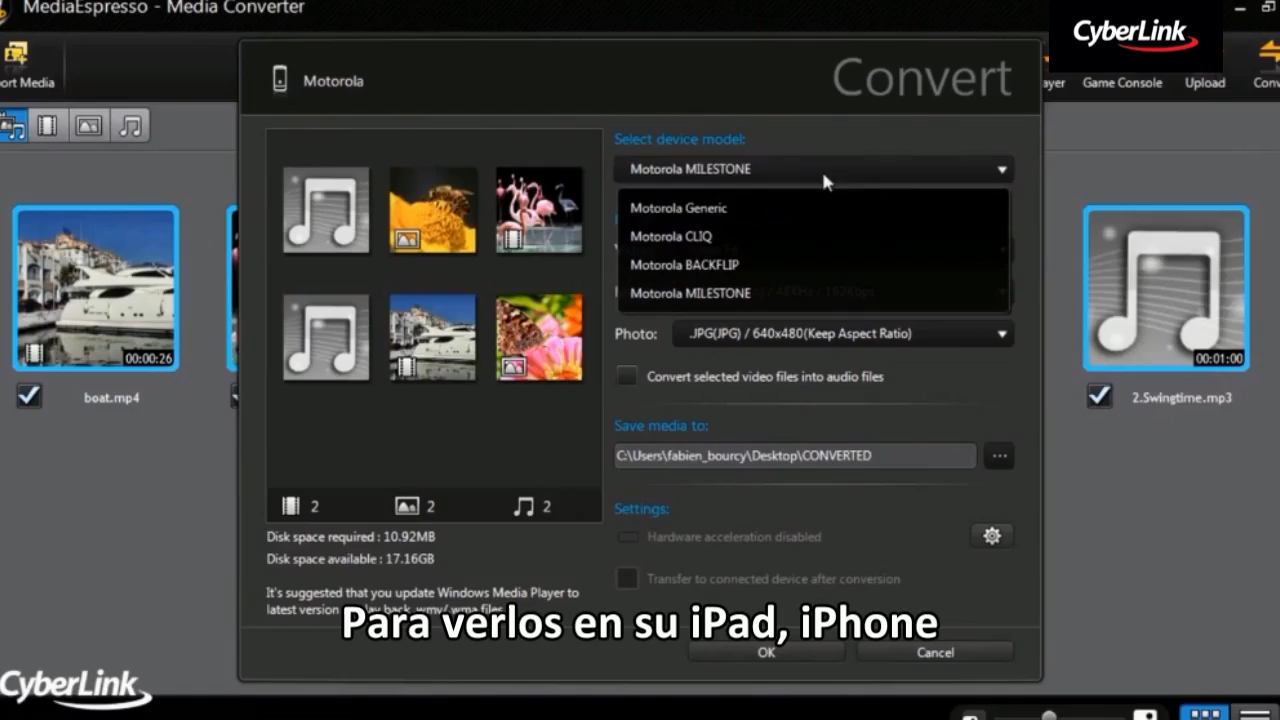 MediaEspresso - Media Converter
CyberLink
ort Media
ayer
Game Console
Upload
Conv
Motorola
Convert
Select device model:
Motorola MILESTONE
Motorola Generic
Motorola CLIQ
Motorola BACKFLIP
Motorola MILESTONE
Photo:
.JPG(JPG) / 640x480(Keep Aspect Ratio)
Convert selected video files into audio files
Save media to:
C:\Users\fabien_bourcy\Desktop\CONVERTED
...
00:00:26
boat.mp4
00:01:00
2.Swingtime.mp3
2
2
2
Disk space required : 10.92MB
Disk space available : 17.16GB
It's suggested that you update Windows Media Player to
latest version
Settings:
Hardware acceleration disabled
Transfer to connected device after conversion
Para verlos en su iPad, iPhone
OK
Cancel
CyberLink